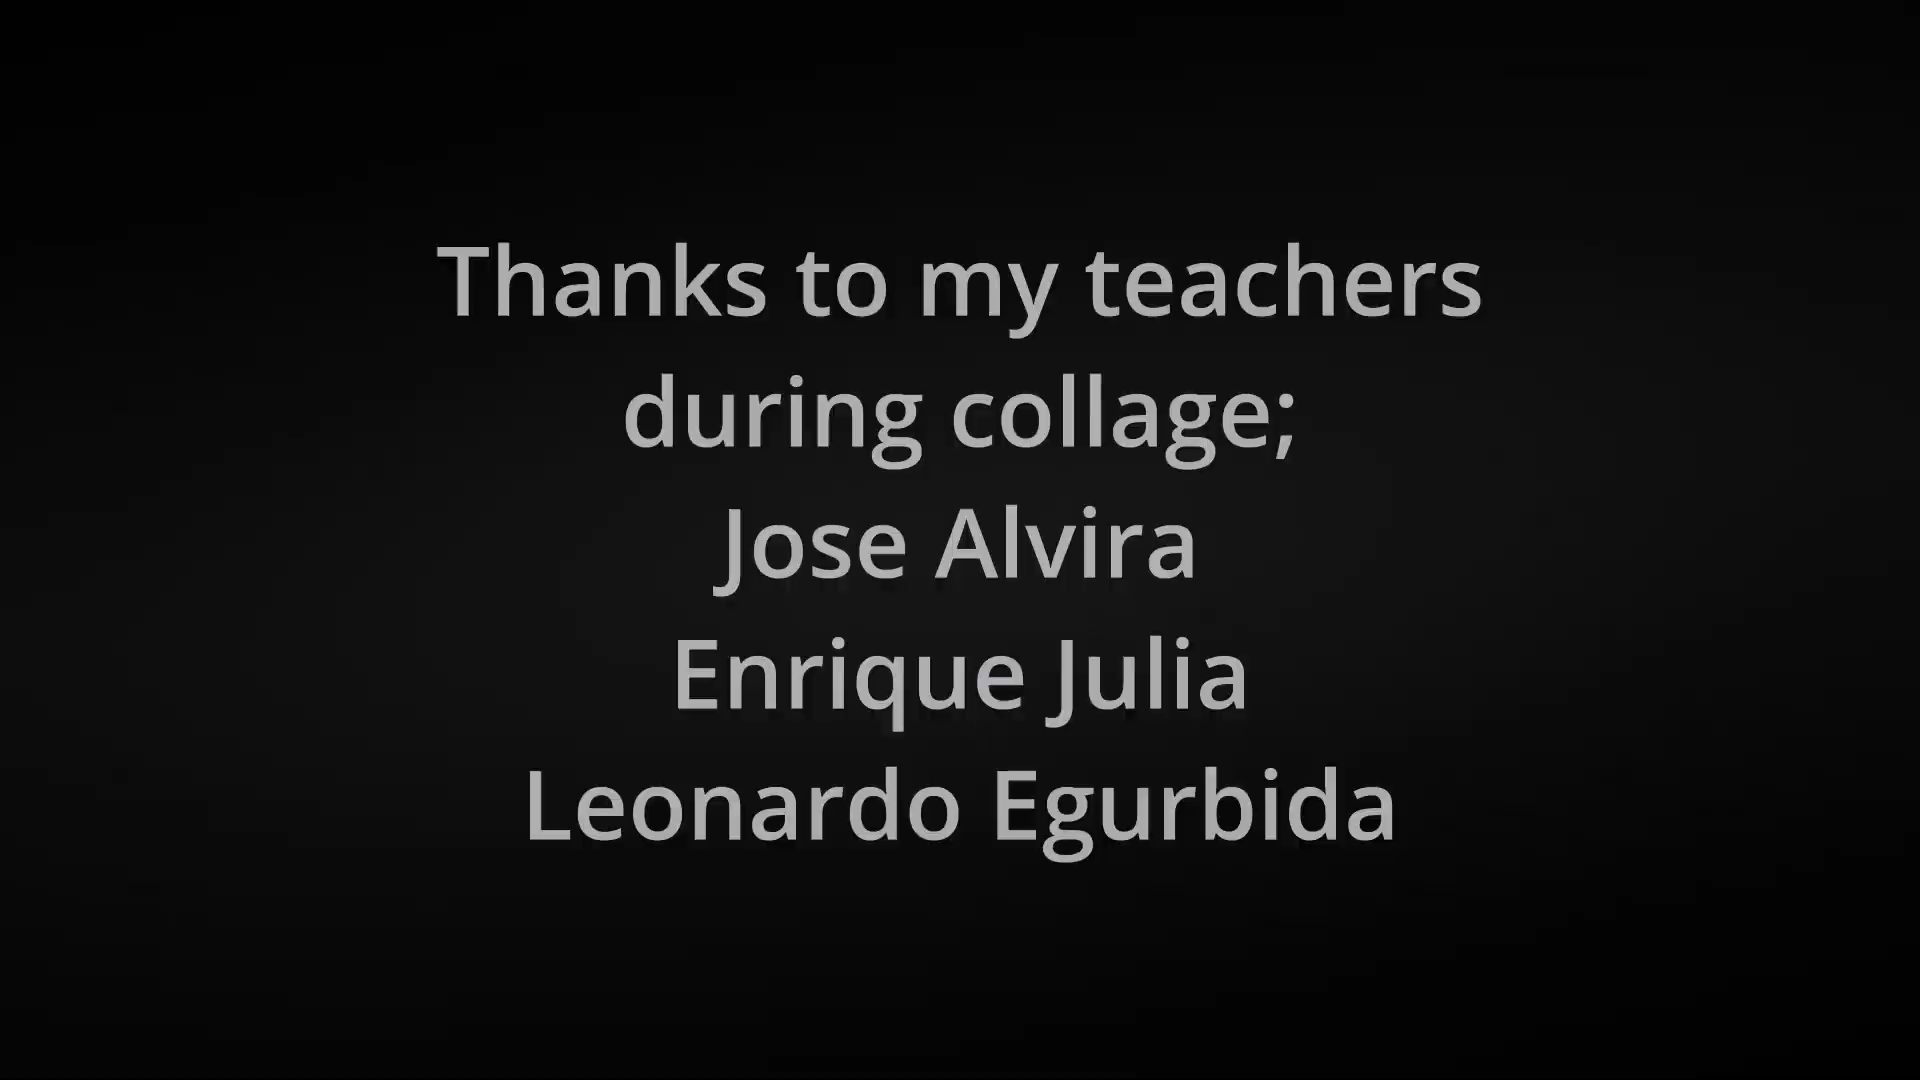 Thanks to my teachers
during collage;
Jose Alvira
Enrique Julia
Leonardo Egurbida